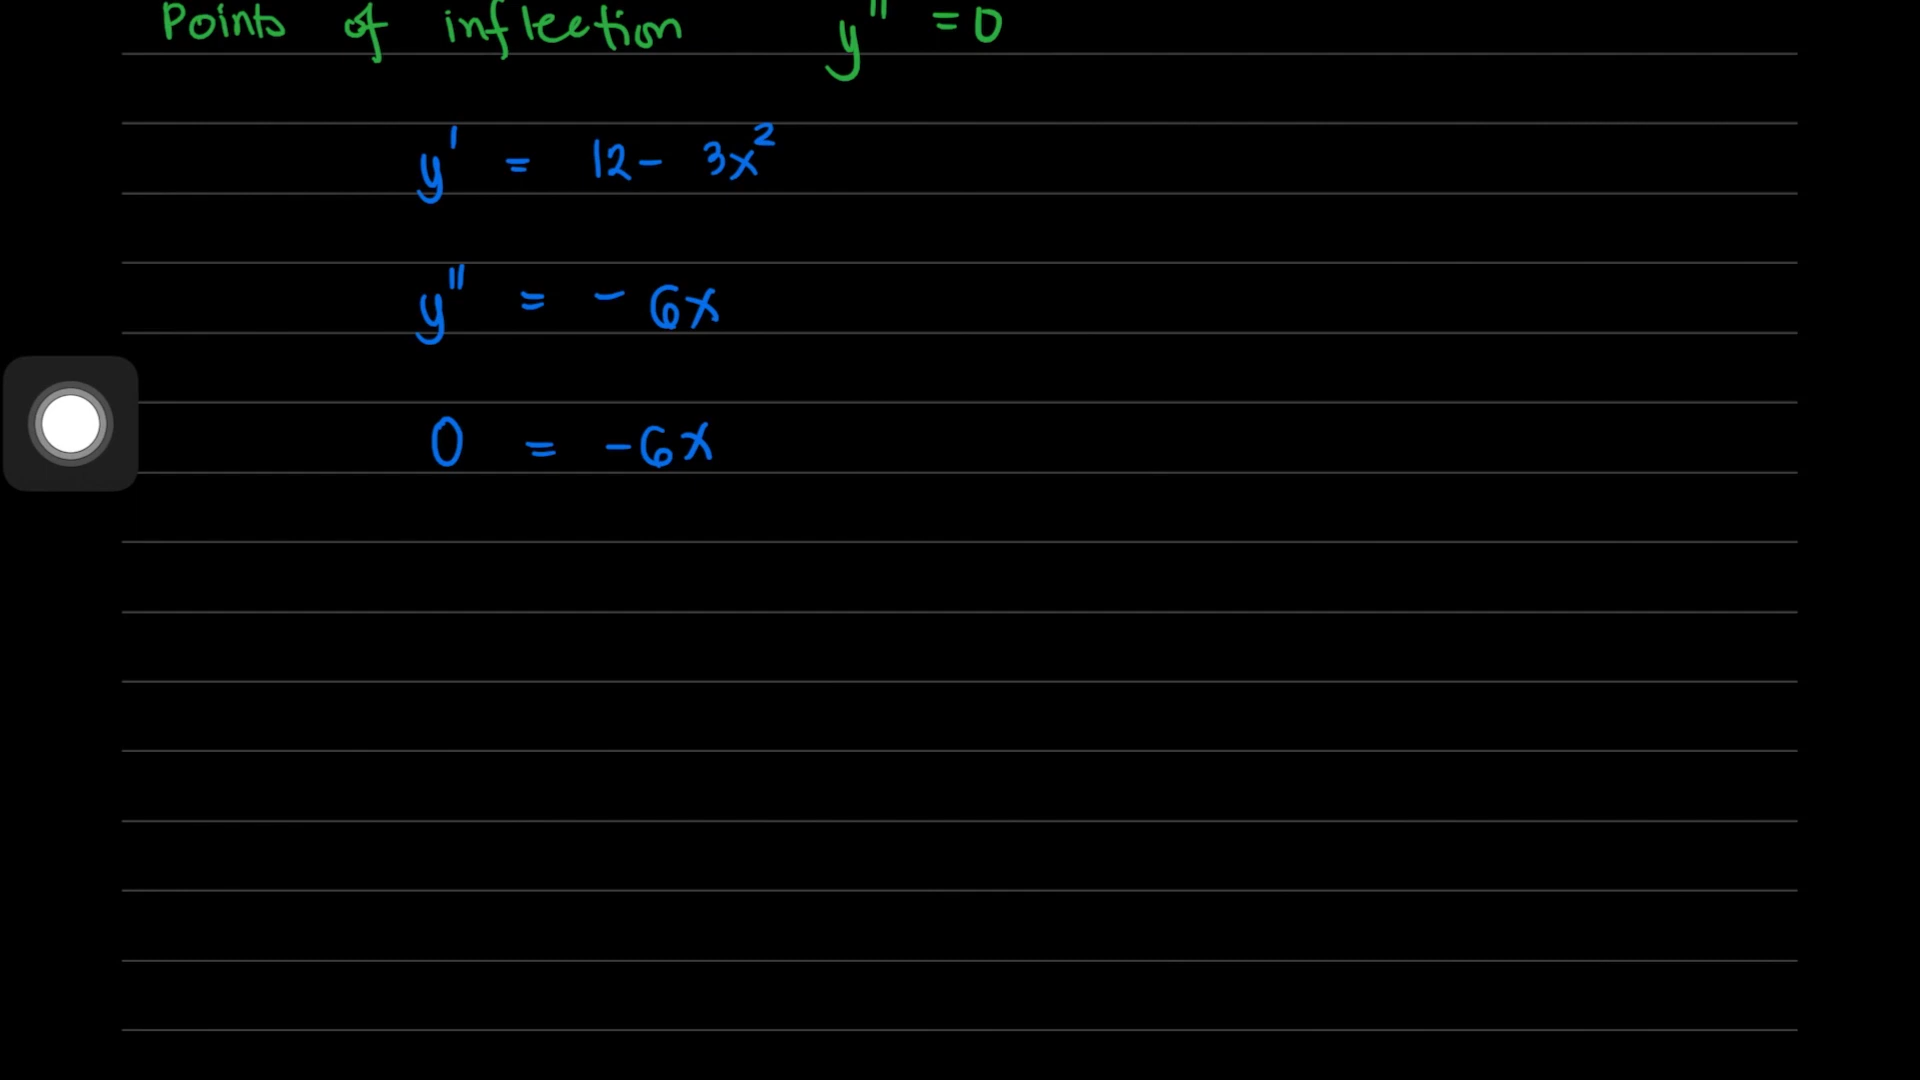 Points of inflection y" = 0
y' = 12 - 3x²
y" = - 6x
0 = -6x